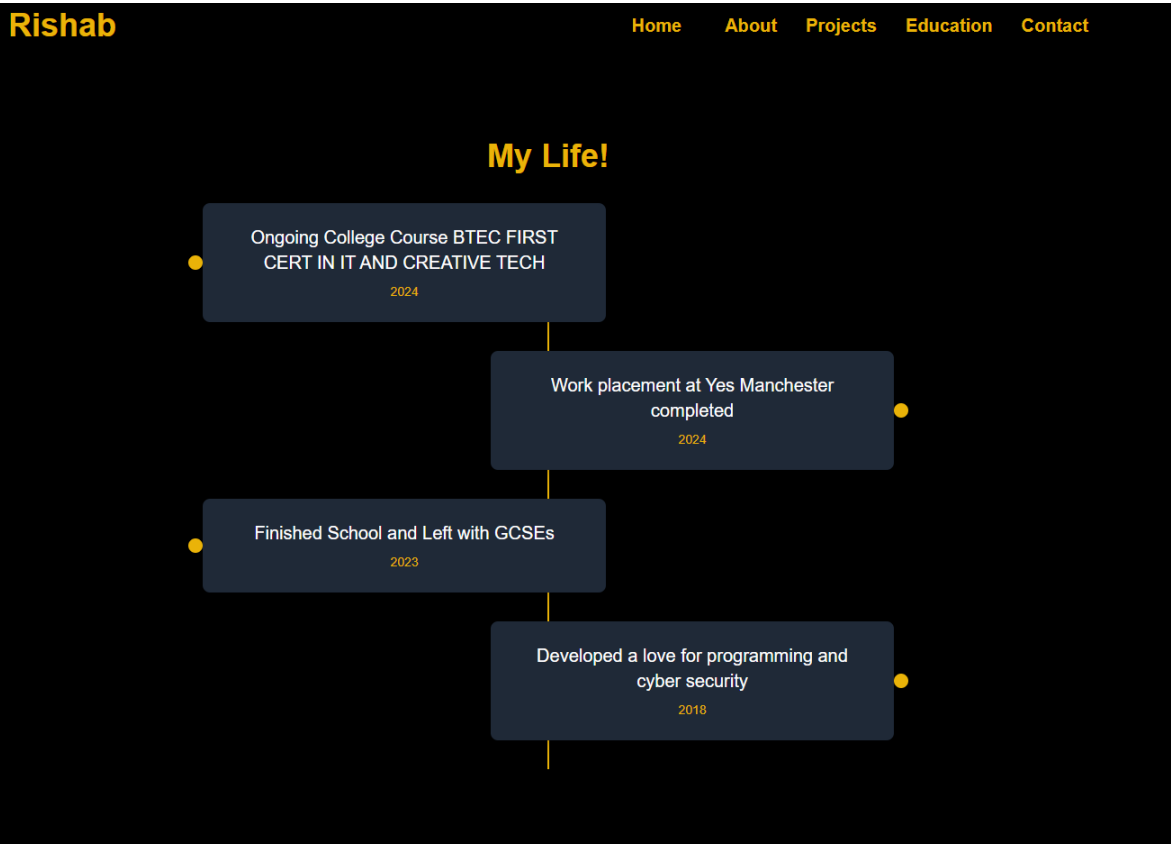 Rishab
Home About Projects Education Contact
My Life!
Ongoing College Course BTEC FIRST
CERT IN IT AND CREATIVE TECH
2024
Work placement at Yes Manchester
completed
2024
Finished School and Left with GCSEs
2023
Developed a love for programming and
cyber security
2018